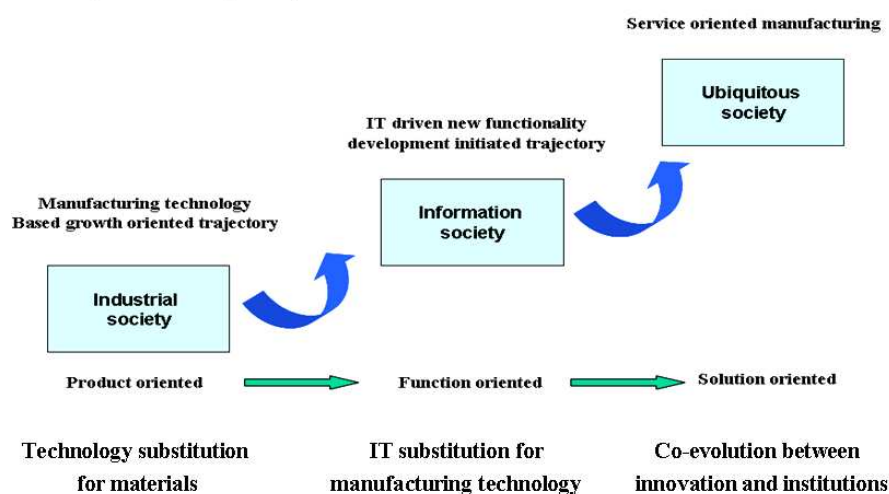 Service oriented manufacturing
Ubiquitous
society
IT driven new functionality
development initiated trajectory
Information
society
Manufacturing technology
Based growth oriented trajectory
Industrial
society
Product oriented
Function oriented
Solution oriented
Technology substitution
for materials
IT substitution for
manufacturing technology
Co-evolution between
innovation and institutions